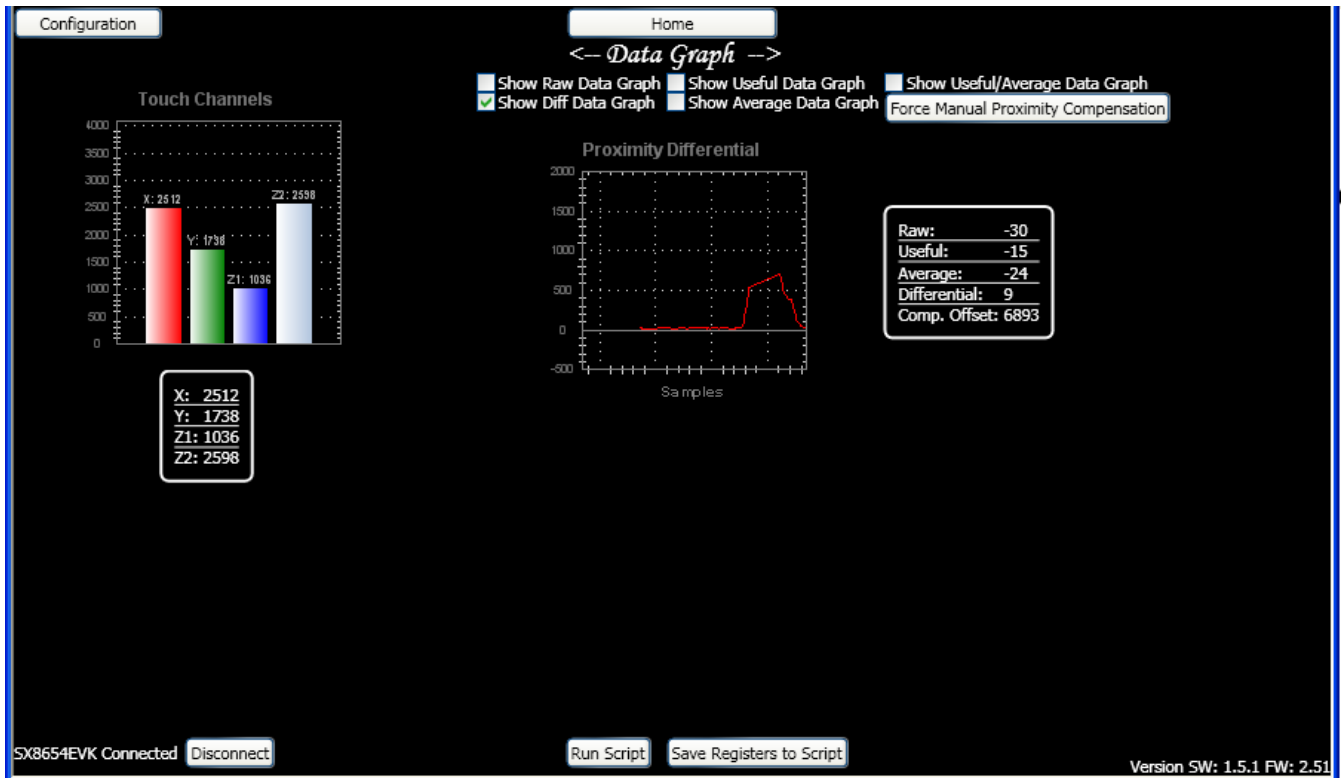 Configuration
Home
<-- Data Graph -->
Show Raw Data Graph Show Useful Data Graph Show Useful/Average Data Graph
Show Diff Data Graph Show Average Data Graph Force Manual Proximity Compensation
Touch Channels
4000
3500
3000
2500
2000
1500
1000
500
0
X: 2512
Y: 1738
Z1: 1036
Z2: 2598
X: 2512
Y: 1738
Z1: 1036
Z2: 2598
Proximity Differential
2000
1500
1000
500
0
-500
Samples
Raw: -30
Useful: -15
Average: -24
Differential: 9
Comp. Offset: 6893
SX8654EVK Connected Disconnect
Run Script Save Registers to Script
Version SW: 1.5.1 FW: 2.51